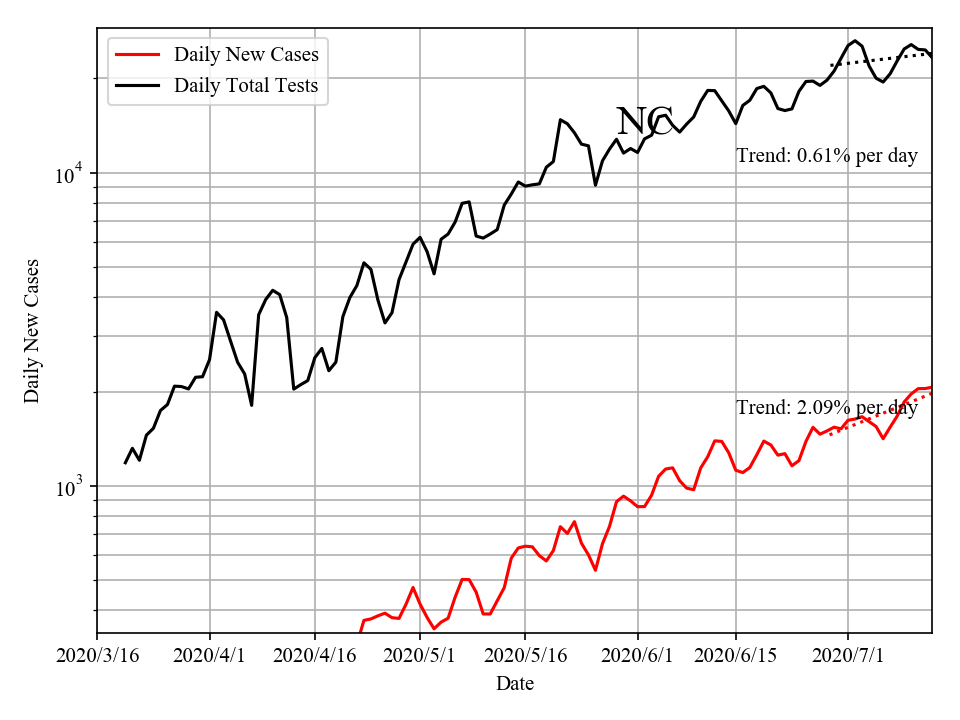 Daily New Cases
Daily Total Tests
NC
Trend: 0.61% per day
Trend: 2.09% per day
10^4
10^3
Daily New Cases
2020/3/16 2020/4/1 2020/4/16 2020/5/1 2020/5/16 2020/6/1 2020/6/15 2020/7/1
Date